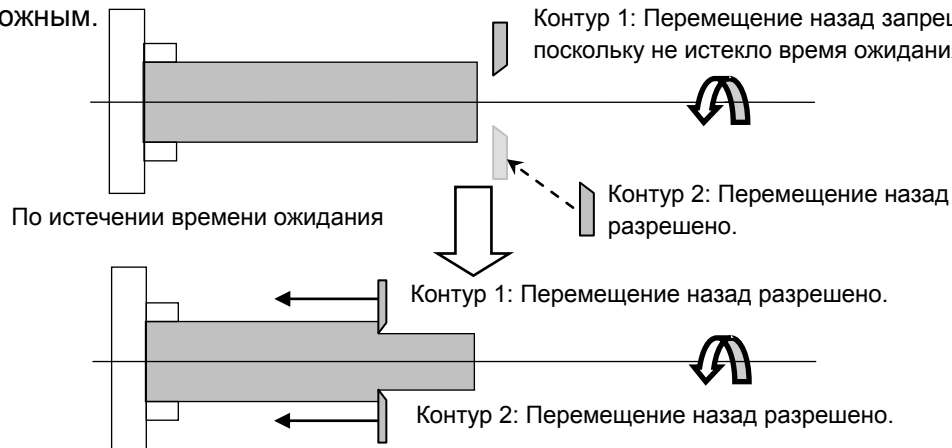 ожным.
Контур 1: Перемещение назад запрещ
поскольку не истекло время ожидани
Контур 2: Перемещение назад
разрешено.
По истечении времени ожидания
Контур 1: Перемещение назад разрешено.
Контур 2: Перемещение назад разрешено.